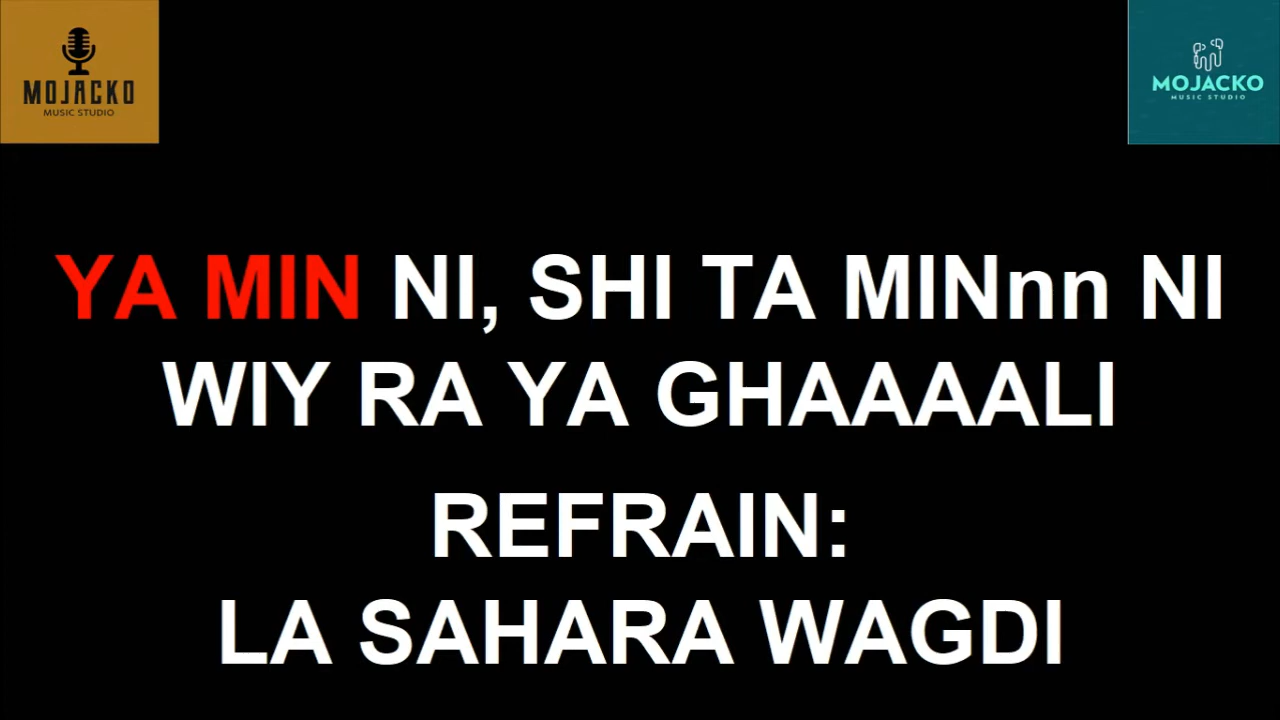 MOJACKO
MUSIC STUDIO
MOJACKO
MUSIC STUDIO
YA MIN NI, SHI TA MINnn NI
WIY RA YA GHAAAALI
REFRAIN:
LA SAHARA WAGDI